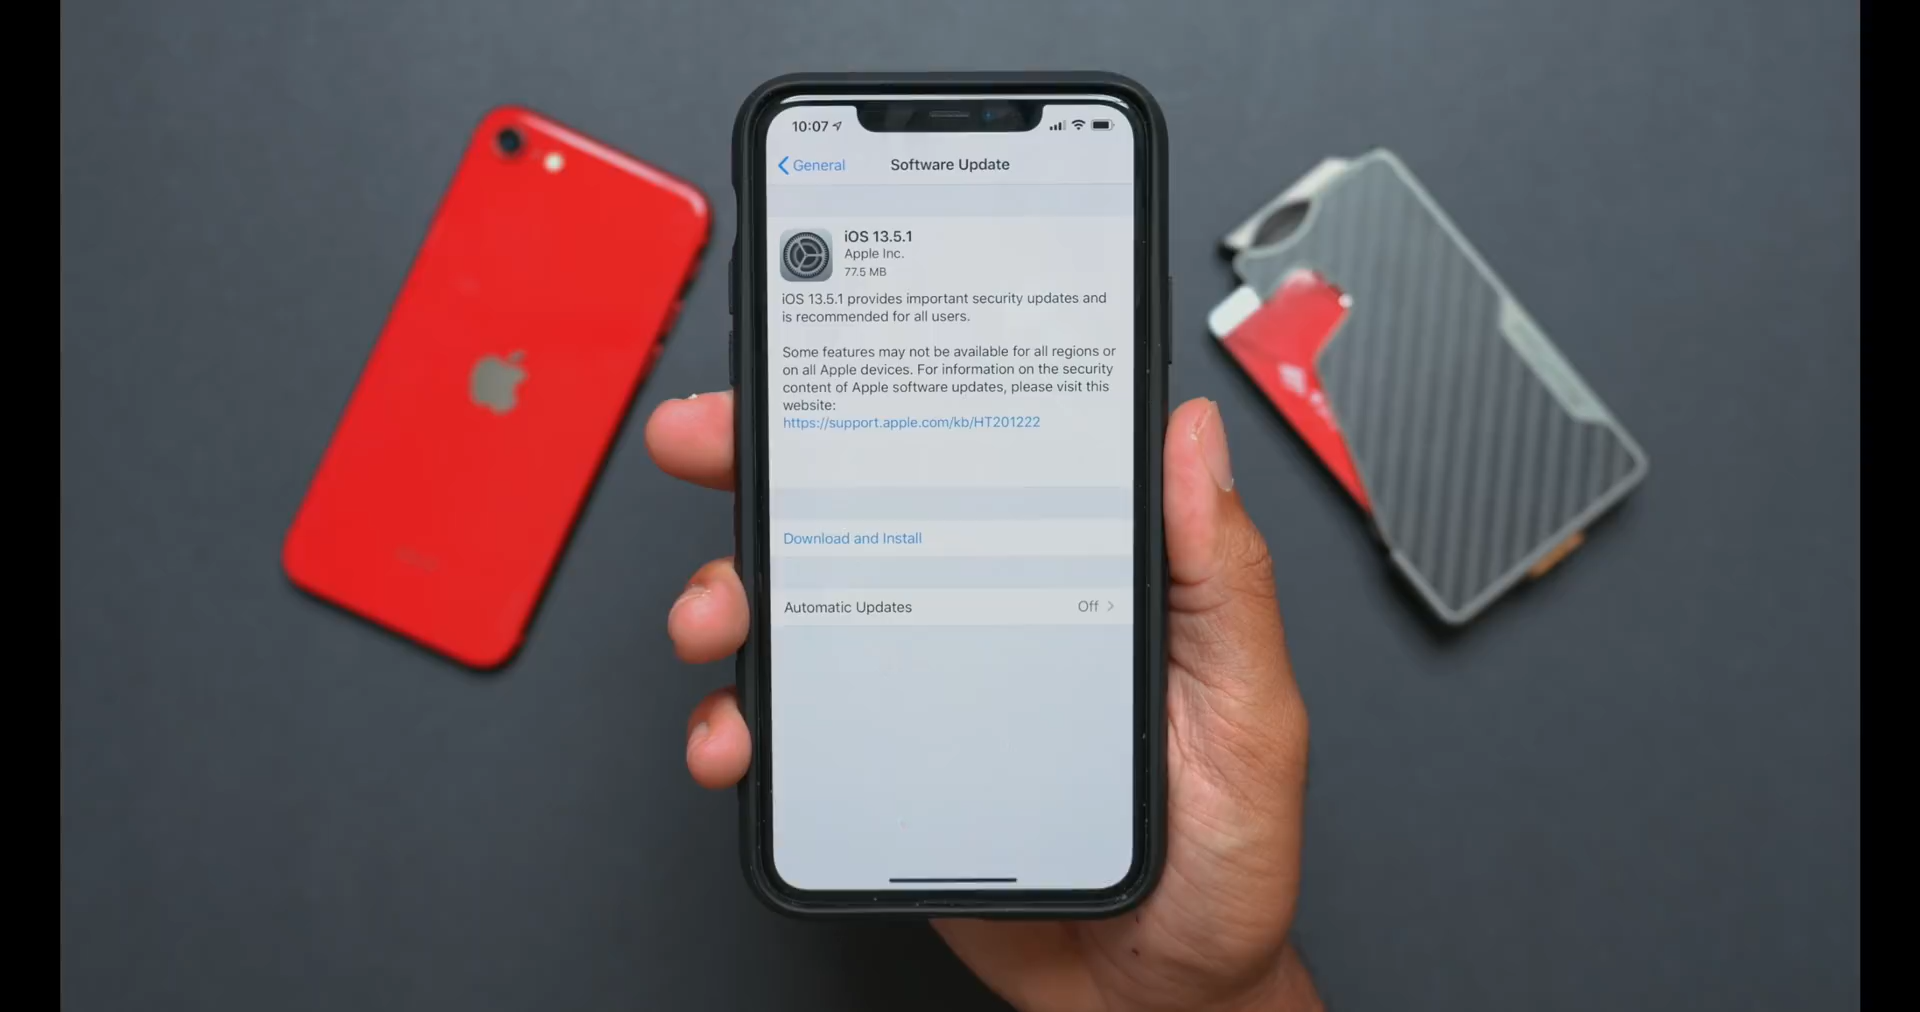 10:07
General
Software Update
iOS 13.5.1
Apple Inc.
77.5 MB
iOS 13.5.1 provides important security updates and
is recommended for all users.
Some features may not be available for all regions or
on all Apple devices. For information on the security
content of Apple software updates, please visit this
website:
https://support.apple.com/kb/HT201222
Download and Install
Automatic Updates
Off